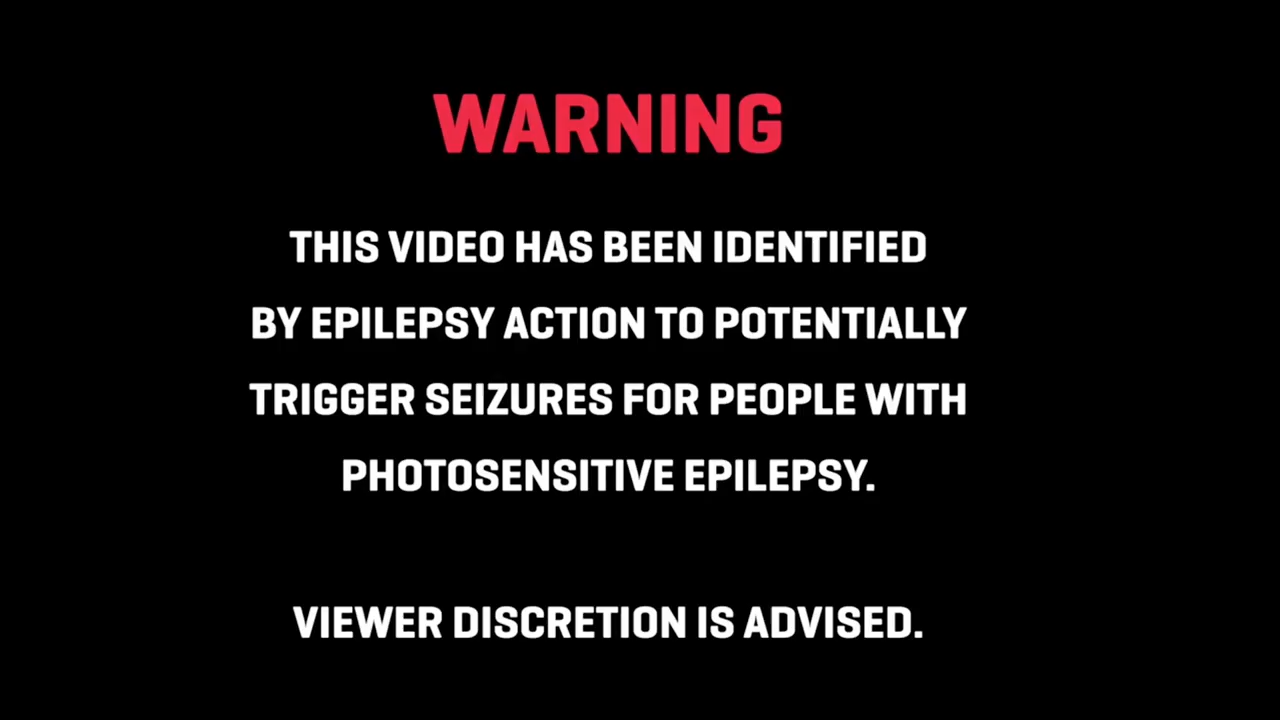 WARNING
THIS VIDEO HAS BEEN IDENTIFIED
BY EPILEPSY ACTION TO POTENTIALLY
TRIGGER SEIZURES FOR PEOPLE WITH
PHOTOSENSITIVE EPILEPSY.
VIEWER DISCRETION IS ADVISED.